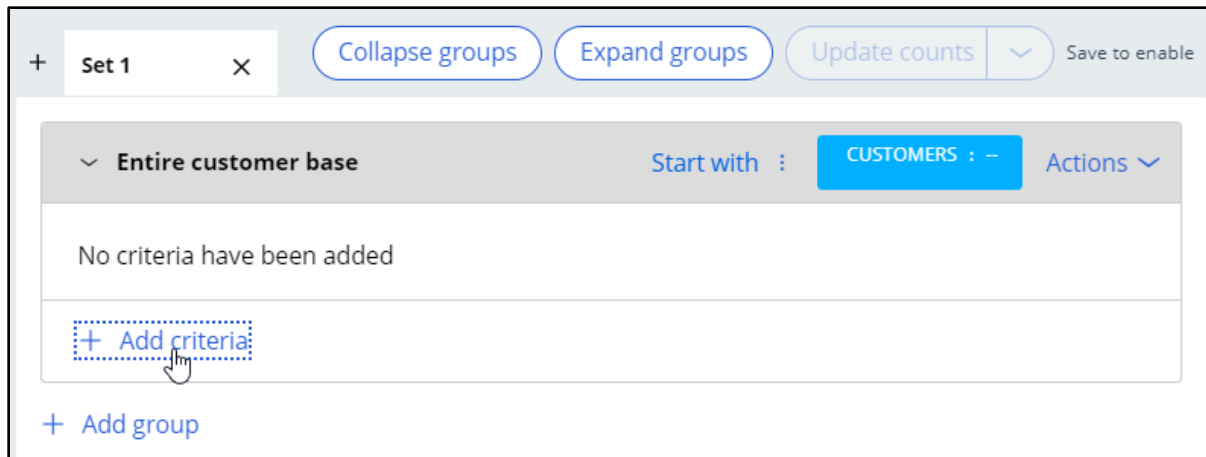 + Set 1 × Collapse groups Expand groups Update counts Save to enable
Entire customer base Start with ⋮ CUSTOMERS : -- Actions
No criteria have been added
+ Add criteria
+ Add group